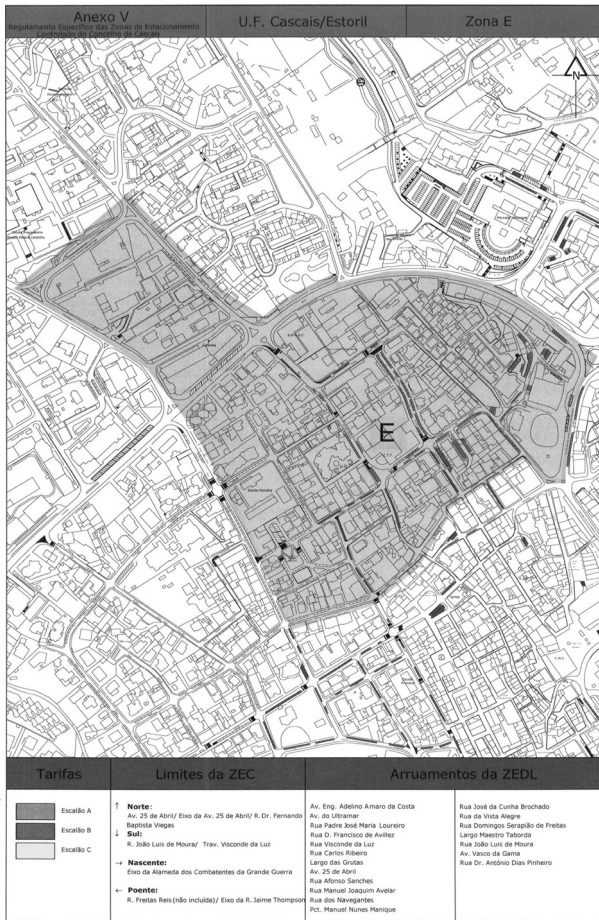 Anexo V
Regulamento Específico das Zonas de Estacionamento
Controlado do Concelho de Cascais
U.F. Cascais/Estoril
Zona E
N
E
Escola Primária
Tarifas
Escalão A
Escalão B
Escalão C
Limites da ZEC
↑ Norte:
Av. 25 de Abril/ Eixo da Av. 25 de Abril/ R. Dr. Fernando
Baptista Viegas
↓ Sul:
R. João Luis de Moura/ Trav. Visconde da Luz
→ Nascente:
Eixo da Alameda dos Combatentes da Grande Guerra
← Poente:
R. Freitas Reis(não incluída)/ Eixo da R. Jaime Thompson
Arruamentos da ZEDL
Av. Eng. Adelino Amaro da Costa
Av. do Ultramar
Rua Padre José Maria Loureiro
Rua D. Francisco de Avillez
Rua Visconde da Luz
Rua Carlos Ribeiro
Largo das Grutas
Av. 25 de Abril
Rua Afonso Sanches
Rua Manuel Joaquim Avelar
Rua dos Navegantes
Pct. Manuel Nunes Manique
Rua José da Cunha Brochado
Rua da Vista Alegre
Rua Domingos Serapião de Freitas
Largo Maestro Taborda
Rua João Luis de Moura
Av. Vasco da Gama
Rua Dr. António Dias Pinheiro